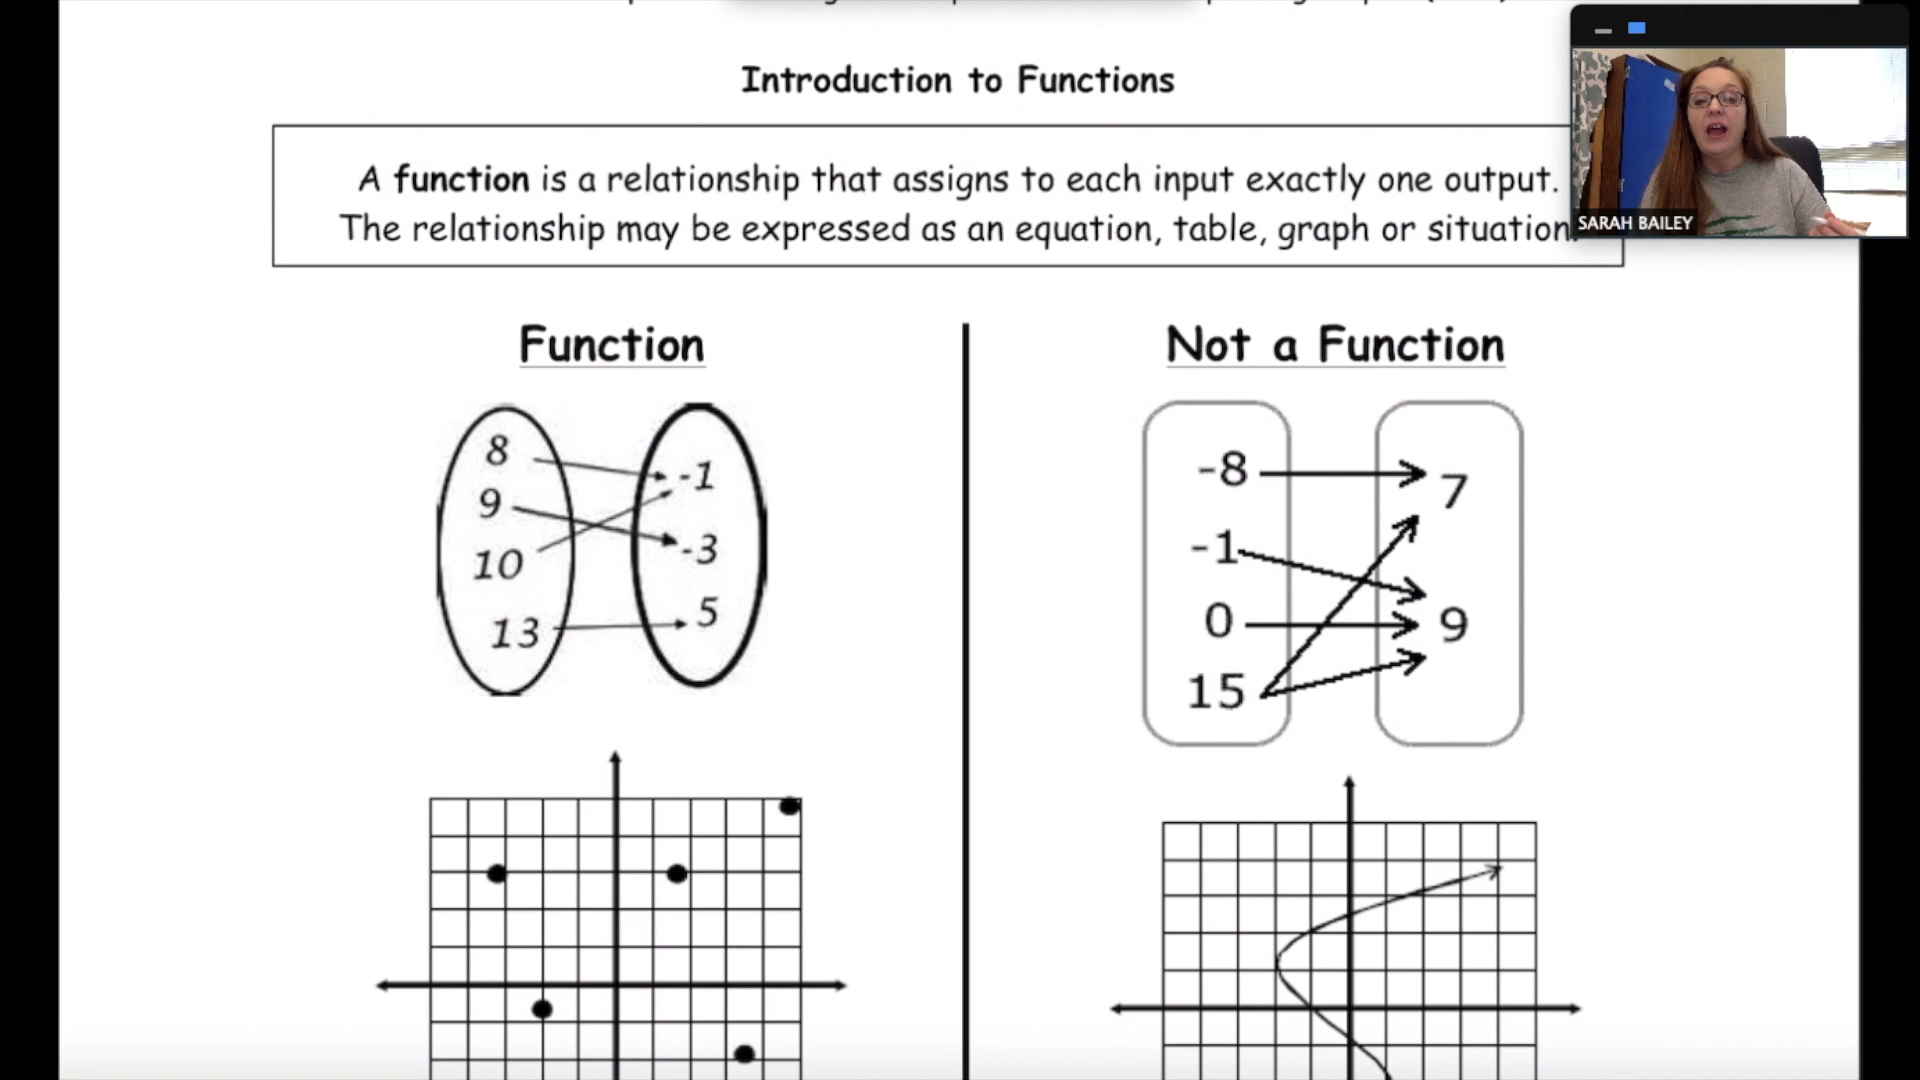 Introduction to Functions
A function is a relationship that assigns to each input exactly one output.
The relationship may be expressed as an equation, table, graph or situation.
SARAH BAILEY
Function
Not a Function
8
9
10
13
-1
-3
5
-8
-1
0
15
7
9